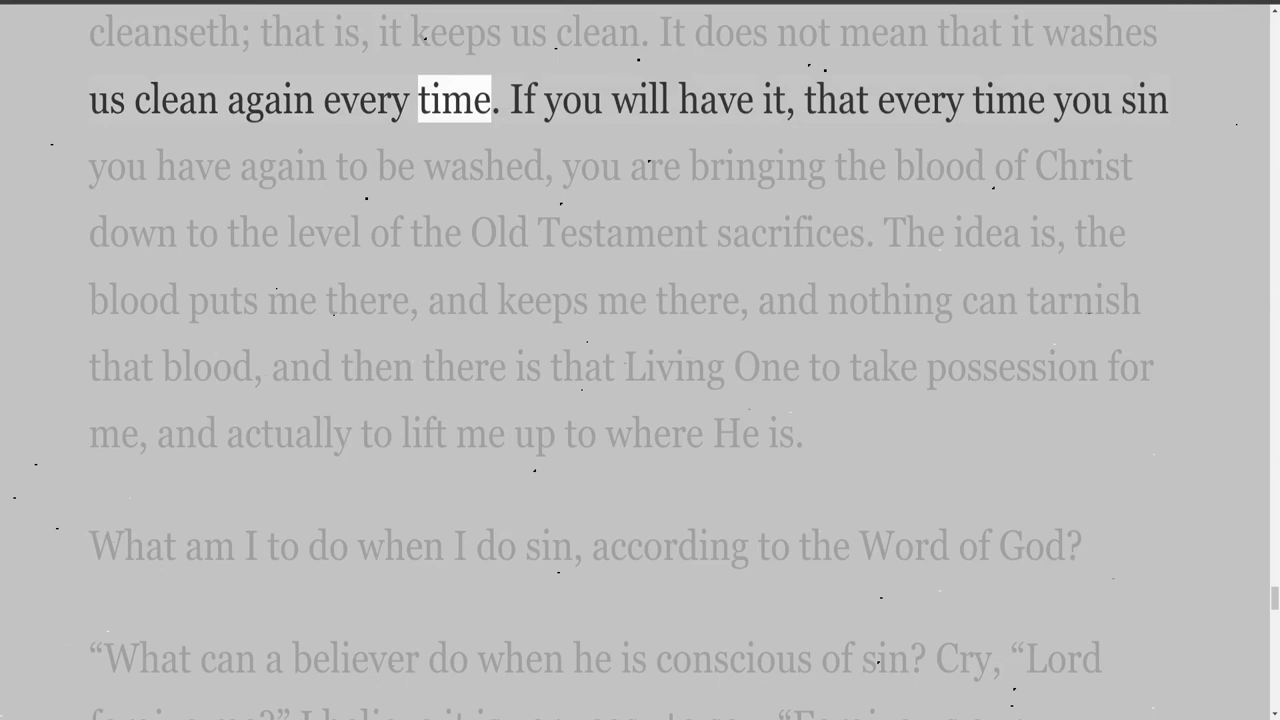 cleanseth; that is, it keeps us clean. It does not mean that it washes
us clean again every time. If you will have it, that every time you sin
you have again to be washed, you are bringing the blood of Christ
down to the level of the Old Testament sacrifices. The idea is, the
blood puts me there, and keeps me there, and nothing can tarnish
that blood, and then there is that Living One to take possession for
me, and actually to lift me up to where He is.
What am I to do when I do sin, according to the Word of God?
“What can a believer do when he is conscious of sin? Cry, “Lord